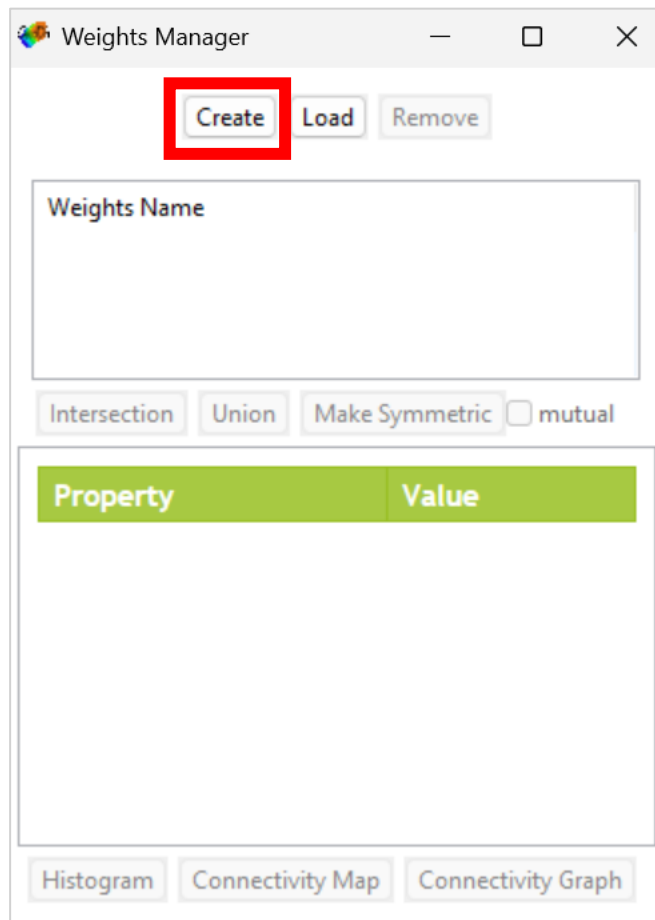 Weights Manager
Create Load Remove
Weights Name
Intersection Union Make Symmetric mutual
Property Value
Histogram Connectivity Map Connectivity Graph